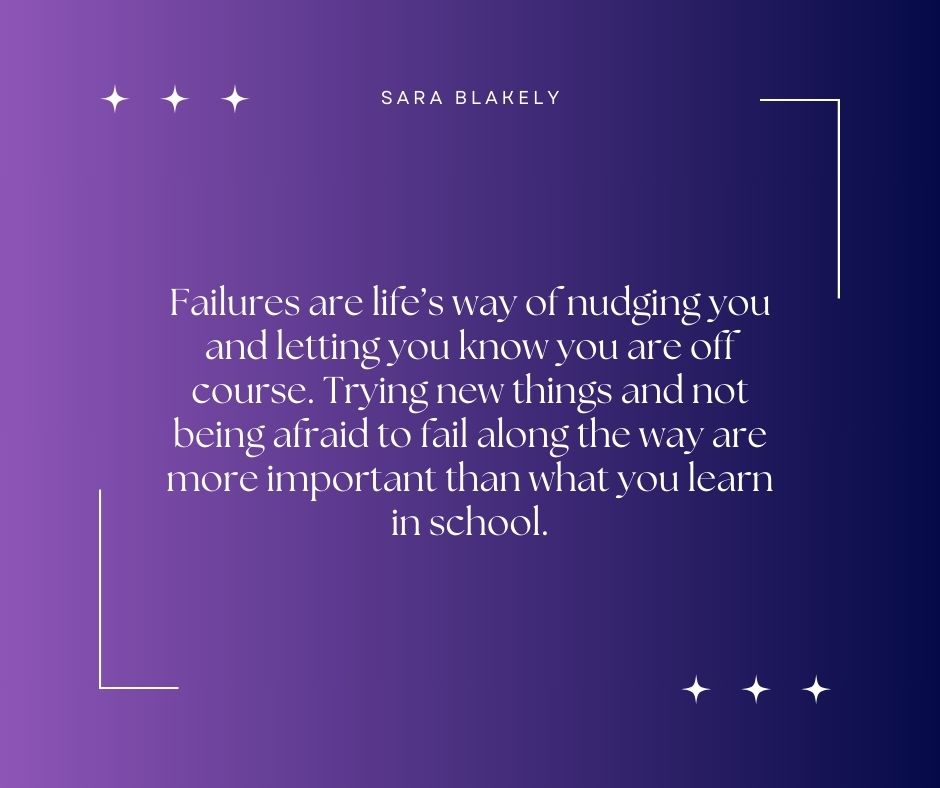 SARA BLAKELY
Failures are life’s way of nudging you
and letting you know you are off
course. Trying new things and not
being afraid to fail along the way are
more important than what you learn
in school.